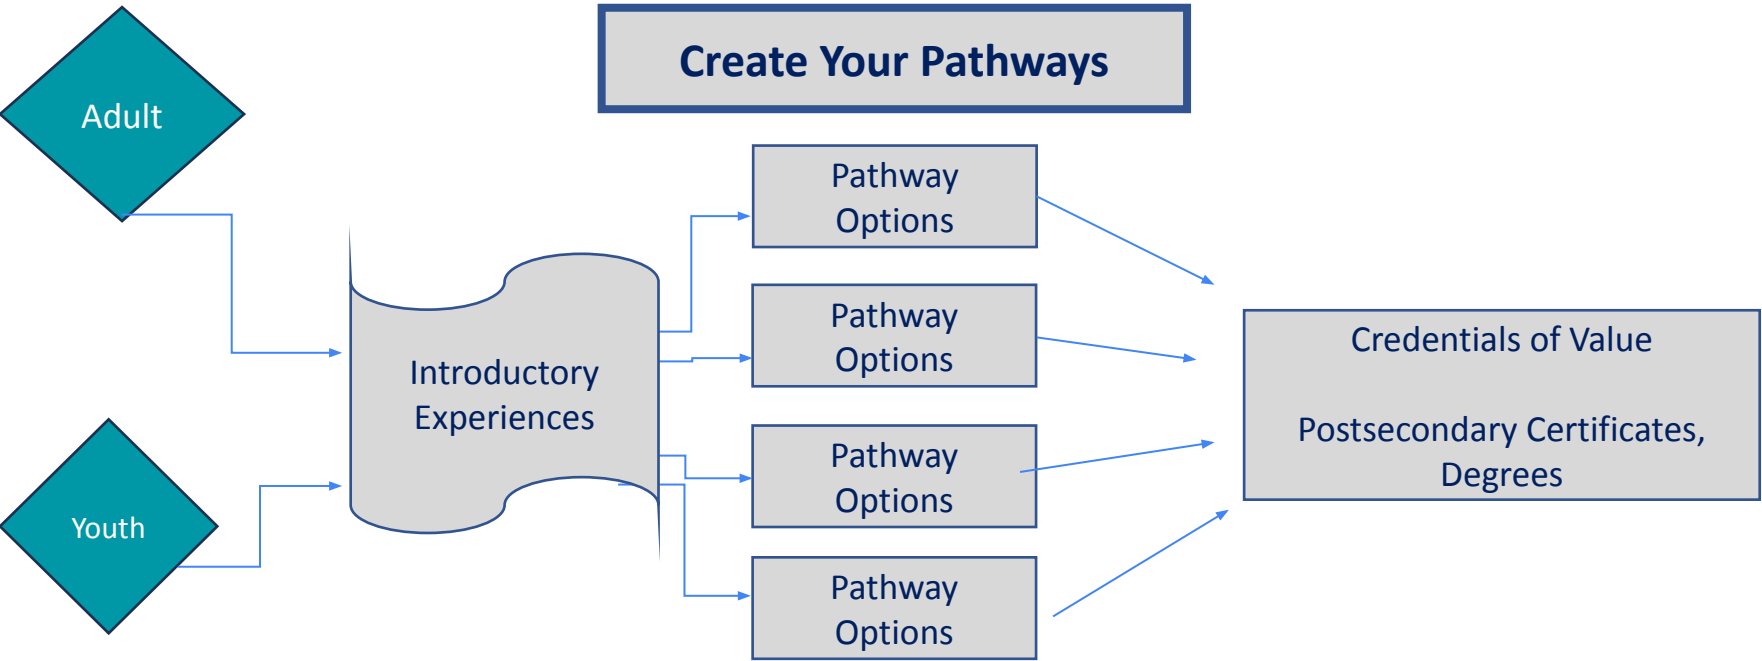 Create Your Pathways
Adult
Youth
Introductory
Experiences
Pathway
Options
Pathway
Options
Pathway
Options
Pathway
Options
Credentials of Value
Postsecondary Certificates,
Degrees